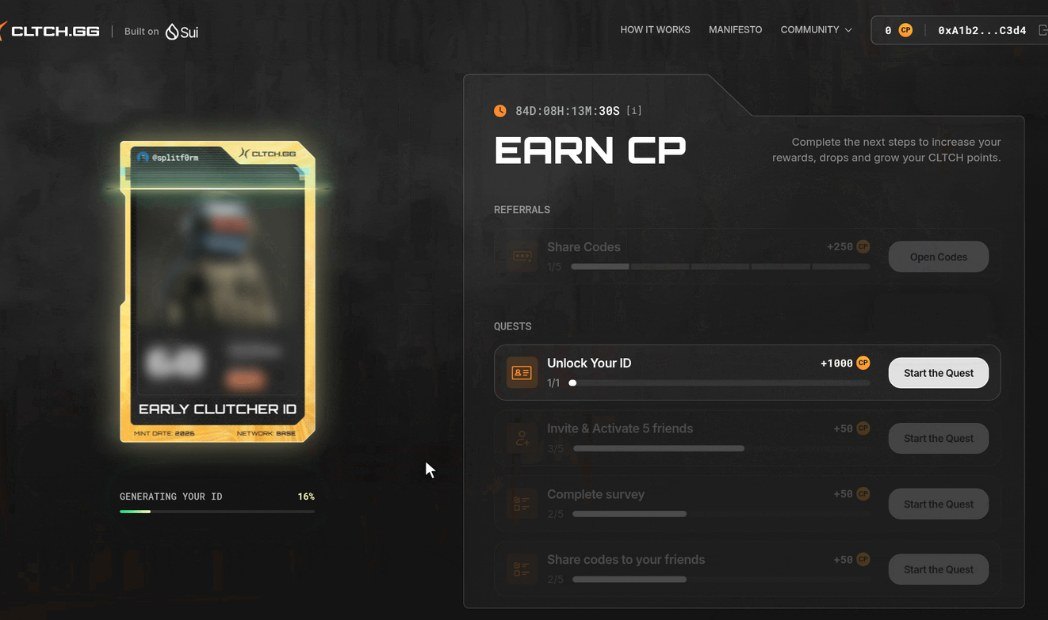 CLTCH.GG
Built on Sui
HOW IT WORKS
MANIFESTO
COMMUNITY
0 CP
0xA1b2...C3d4
@splitf0rm
CLTCH.GG
EARLY CLUTCHER ID
MINT DATE: 2025
NETWORK: BASE
GENERATING YOUR ID 16%
84D:08H:13M:30S [i]
EARN CP
Complete the next steps to increase your
rewards, drops and grow your CLTCH points.
REFERRALS
Share Codes +250 CP
1/5
Open Codes
QUESTS
Unlock Your ID +1000 CP
1/1
Start the Quest
Invite & Activate 5 friends +50 CP
3/5
Start the Quest
Complete survey +50 CP
2/5
Start the Quest
Share codes to your friends +50 CP
2/5
Start the Quest